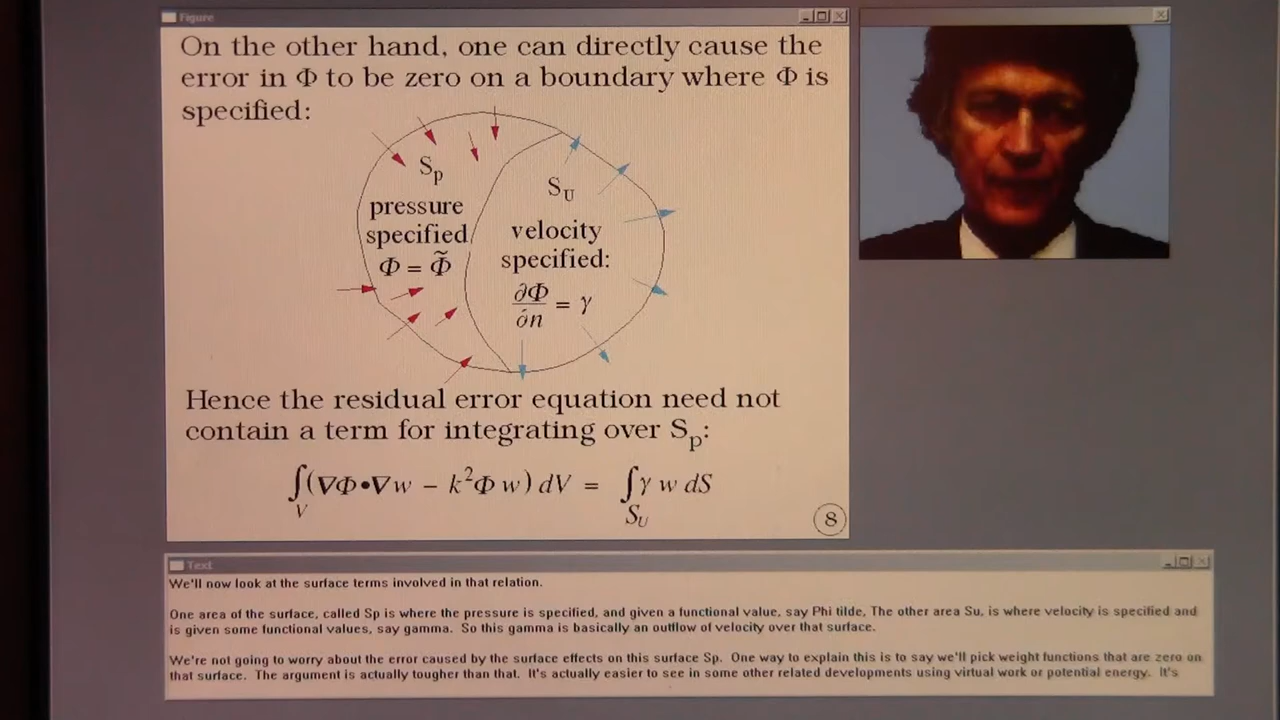 Figure
On the other hand, one can directly cause the
error in Φ to be zero on a boundary where Φ is
specified:
Sp
pressure
specified
Φ = Φ̃
SU
velocity
specified:
∂Φ/∂n = γ
Hence the residual error equation need not
contain a term for integrating over Sp:
∫V (∇Φ•∇w − k²Φ w) dV = ∫SU γ w dS
8
Text
We'll now look at the surface terms involved in that relation.
One area of the surface, called Sp is where the pressure is specified, and given a functional value, say Phi tilde, The other area Su, is where velocity is specified and
is given some functional values, say gamma. So this gamma is basically an outflow of velocity over that surface.
We're not going to worry about the error caused by the surface effects on this surface Sp. One way to explain this is to say we'll pick weight functions that are zero on
that surface. The argument is actually tougher than that. It's actually easier to see in some other related developments using virtual work or potential energy. It's